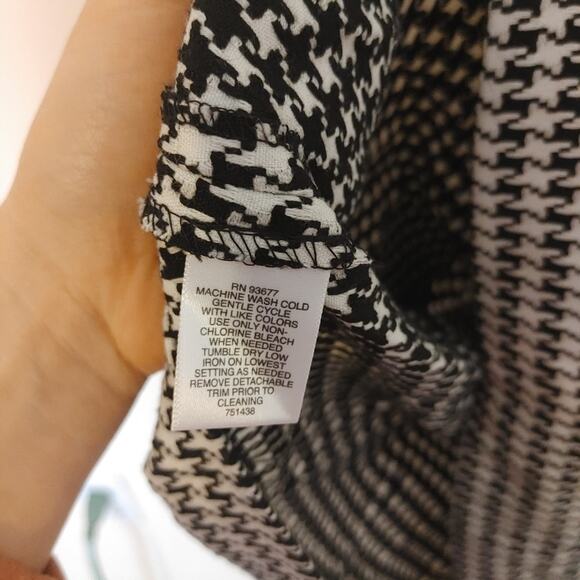 RN 93677
MACHINE WASH COLD
GENTLE CYCLE
WITH LIKE COLORS
USE ONLY NON-
CHLORINE BLEACH
WHEN NEEDED
TUMBLE DRY LOW
IRON ON LOWEST
SETTING AS NEEDED
REMOVE DETACHABLE
TRIM PRIOR TO
CLEANING
751438